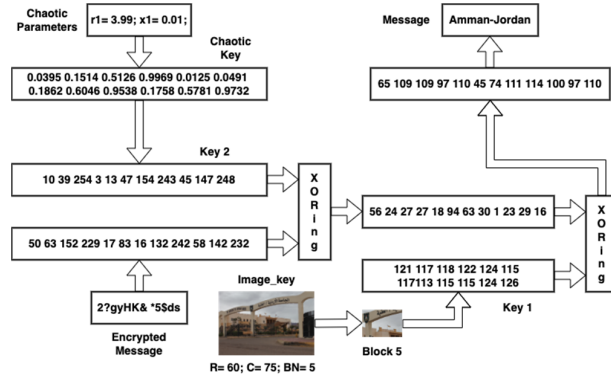 Chaotic
Parameters
r1= 3.99; x1= 0.01;
Chaotic
Key
0.0395 0.1514 0.5126 0.9969 0.0125 0.0491
0.1862 0.6046 0.9538 0.1758 0.5781 0.9732
Key 2
10 39 254 3 13 47 154 243 45 147 248
50 63 152 229 17 83 16 132 242 58 142 232
2?gyHK& *5$ds
Encrypted
Message
X
O
R
i
n
g
Image_key
R= 60; C= 75; BN= 5
Block 5
Message
Amman-Jordan
65 109 109 97 110 45 74 111 114 100 97 110
56 24 27 27 18 94 63 30 1 23 29 16
121 117 118 122 124 115
117113 115 115 124 126
Key 1
X
O
R
i
n
g